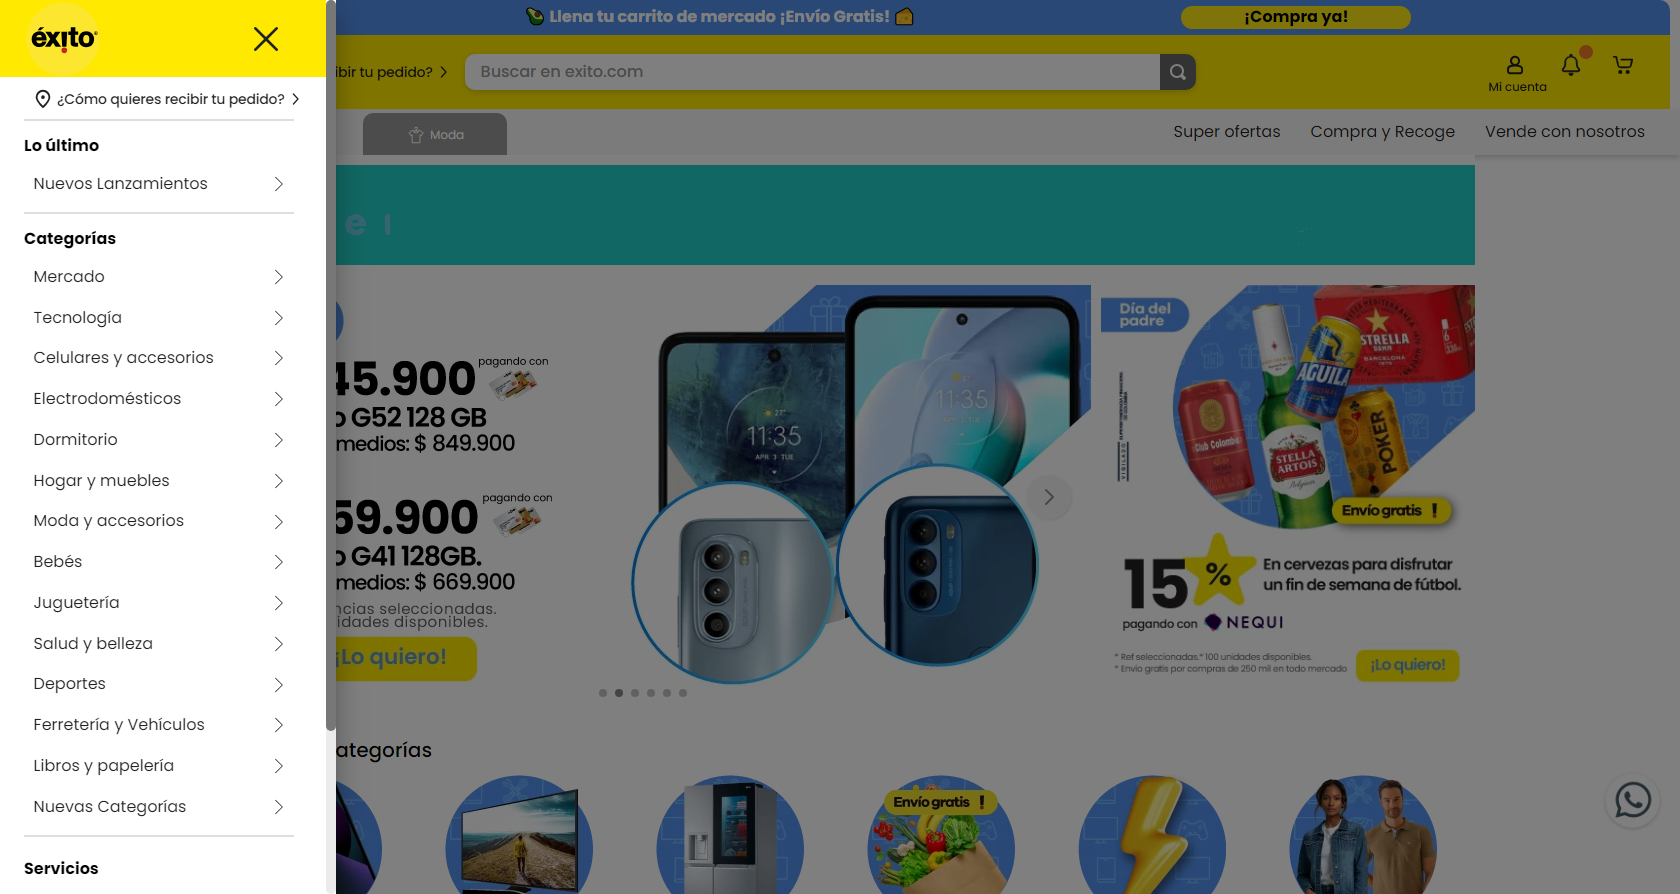 🥑 Llena tu carrito de mercado ¡Envío Gratis! 🧀
¡Compra ya!
éxito
ibir tu pedido?
Buscar en exito.com
Mi cuenta
¿Cómo quieres recibir tu pedido?
Moda
Super ofertas
Compra y Recoge
Vende con nosotros
Lo último
Nuevos Lanzamientos
Categorías
Mercado
Tecnología
Celulares y accesorios
Electrodomésticos
Dormitorio
Hogar y muebles
Moda y accesorios
Bebés
Juguetería
Salud y belleza
Deportes
Ferretería y Vehículos
Libros y papelería
Nuevas Categorías
Servicios
e
45.900
pagando con
o G52 128 GB
medios: $ 849.900
59.900
pagando con
o G41 128GB.
medios: $ 669.900
ncias seleccionadas.
idades disponibles.
¡Lo quiero!
11:35
APR 3 TUE
11:35
Día del
padre
VIGILADO
ESTRELLA
DAMM
BARCELONA
AGUILA
Club Colombia
STELLA
ARTOIS
POKER
Envío gratis !
15%
En cervezas para disfrutar
un fin de semana de fútbol.
pagando con NEQUI
* Ref seleccionadas.* 100 unidades disponibles.
* Envío gratis por compras de 250 mil en todo mercado
¡Lo quiero!
ategorías
Envío gratis !